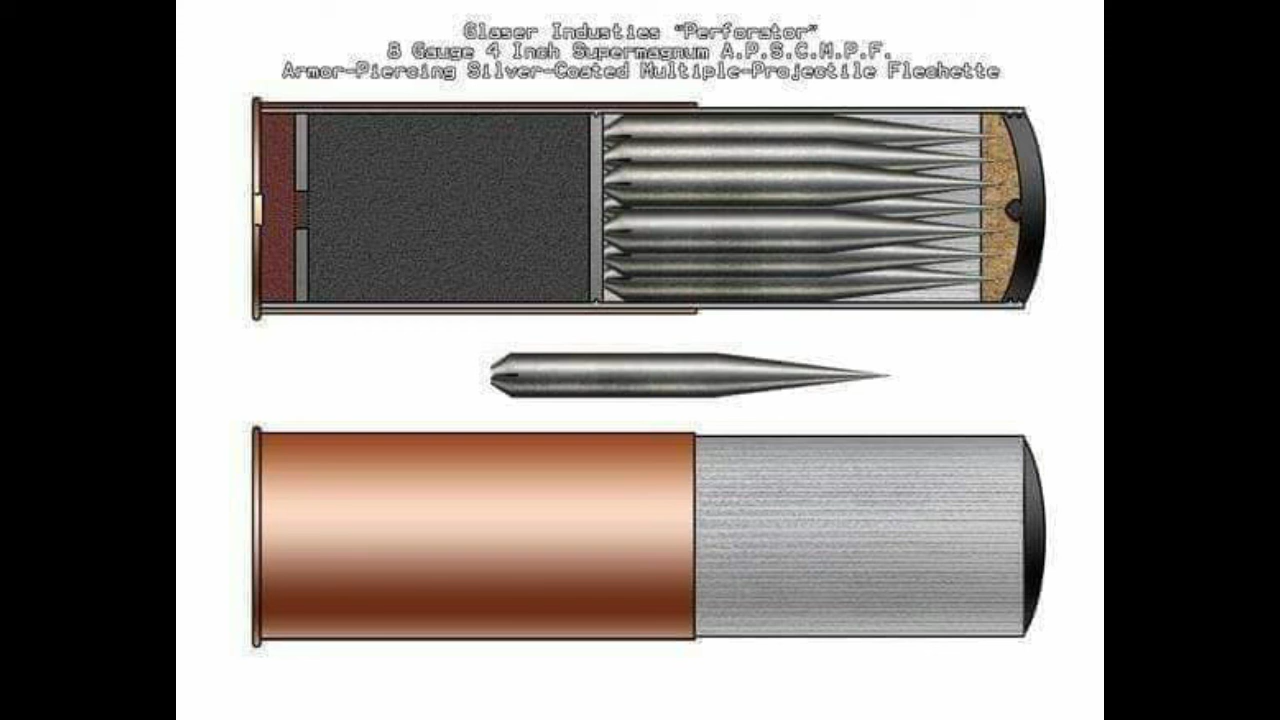 Glaser Industies "Perforator"
8 Gauge 4 Inch Supermagnum A.P.S.C.M.P.F.
Armor-Piercing Silver-Coated Multiple-Projectile Flechette